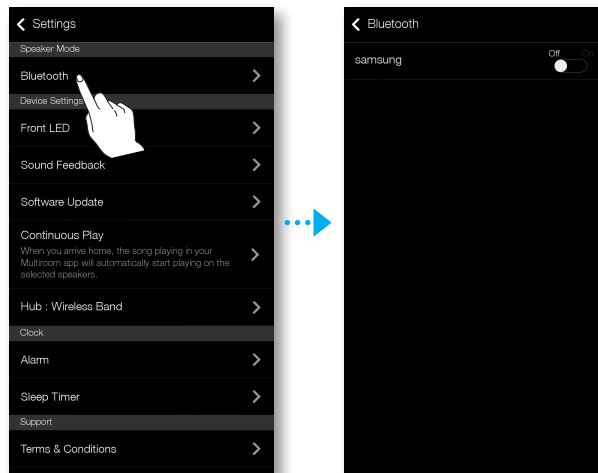 Settings
Speaker Mode
Bluetooth
Device Settings
Front LED
Sound Feedback
Software Update
Continuous Play
When you arrive home, the song playing in your
Multiroom app will automatically start playing on the
selected speakers.
Hub : Wireless Band
Clock
Alarm
Sleep Timer
Support
Terms & Conditions
Bluetooth
samsung
Off On